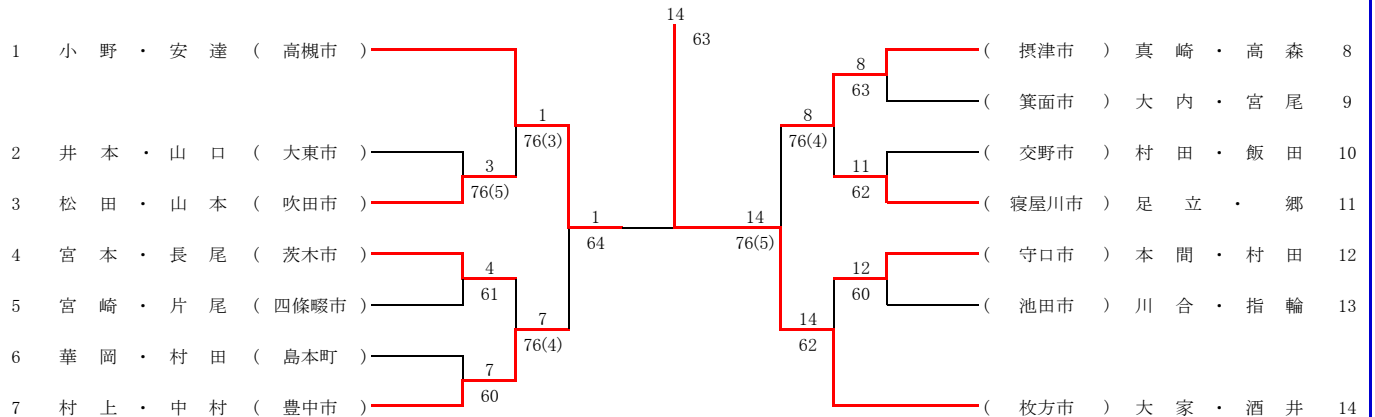 14
63
1 小野・安達(高槻市)
(摂津市)真崎・高森 8
8
63
(箕面市)大内・宮尾 9
1
76(3)
8
76(4)
2 井本・山口(大東市)
(交野市)村田・飯田 10
3
76(5)
11
62
3 松田・山本(吹田市)
(寝屋川市)足立・郷 11
1
64
14
76(5)
4 宮本・長尾(茨木市)
(守口市)本間・村田 12
4
61
12
60
5 宮崎・片尾(四條畷市)
(池田市)川合・指輪 13
7
76(4)
14
62
6 華岡・村田(島本町)
7
60
7 村上・中村(豊中市)
(枚方市)大家・酒井 14